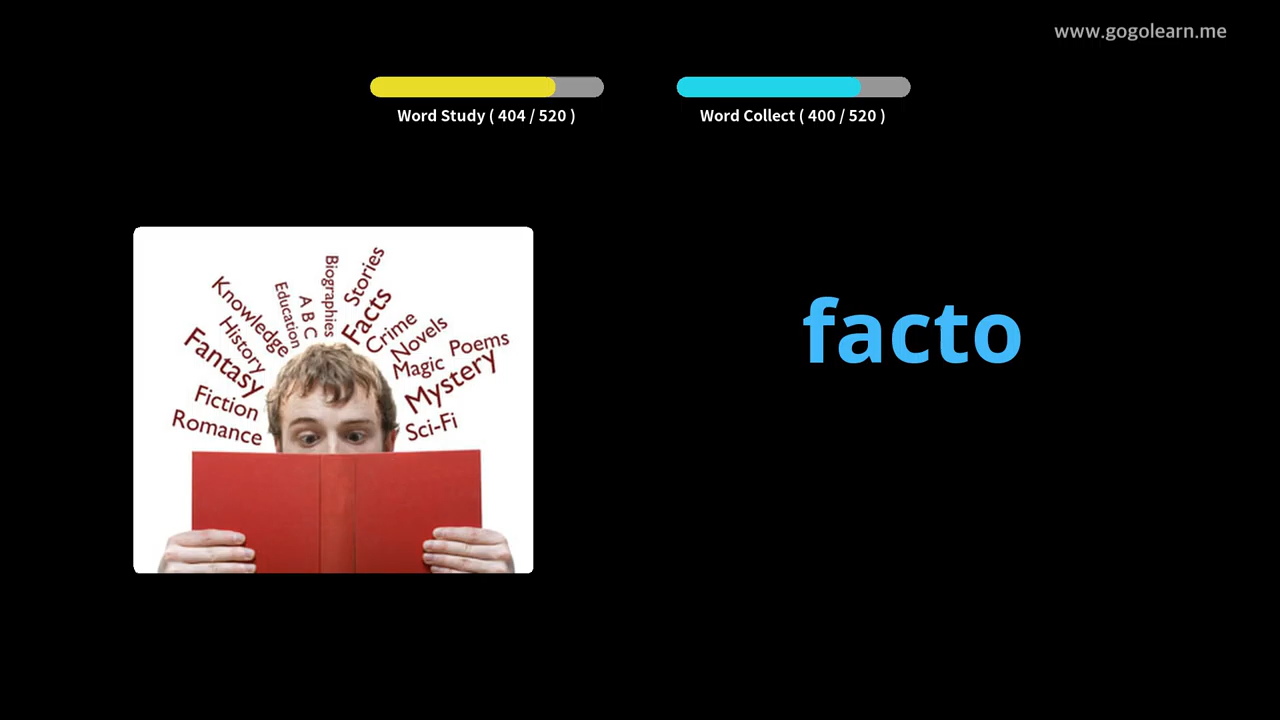 www.gogolearn.me
Word Study ( 404 / 520 )
Word Collect ( 400 / 520 )
Biographies
Stories
Facts
Education
A B C
Knowledge
Crime
History
Novels
Poems
Fantasy
Magic
Mystery
Fiction
Romance
Sci-Fi
facto